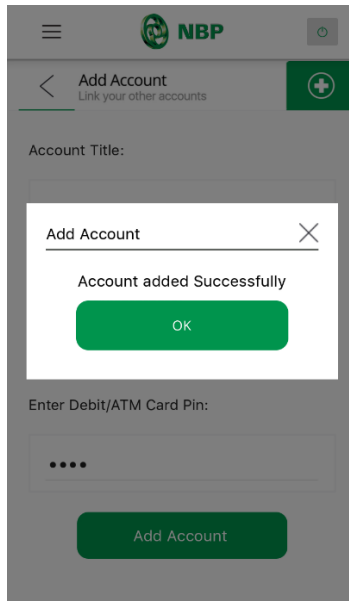 NBP
Add Account
Link your other accounts
Account Title:
Add Account
Account added Successfully
OK
Enter Debit/ATM Card Pin:
••••
Add Account